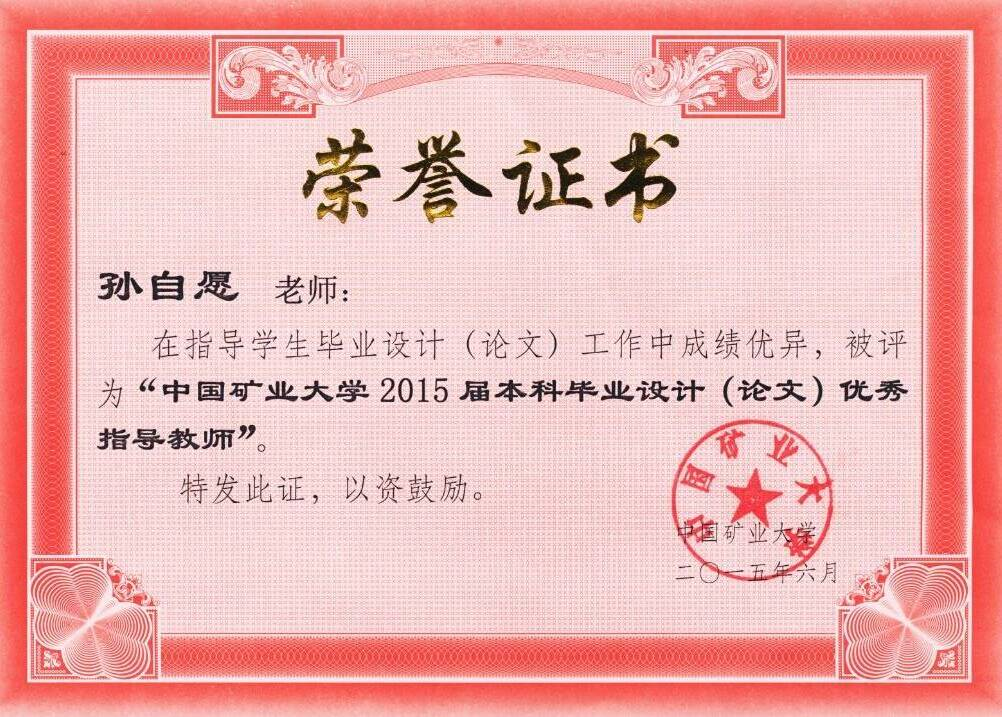 荣誉证书
孙自愿 老师：
在指导学生毕业设计（论文）工作中成绩优异，被评
为“中国矿业大学2015届本科毕业设计（论文）优秀
指导教师”。
特发此证，以资鼓励。
中国矿业大学
中国矿业大学
二〇一五年六月